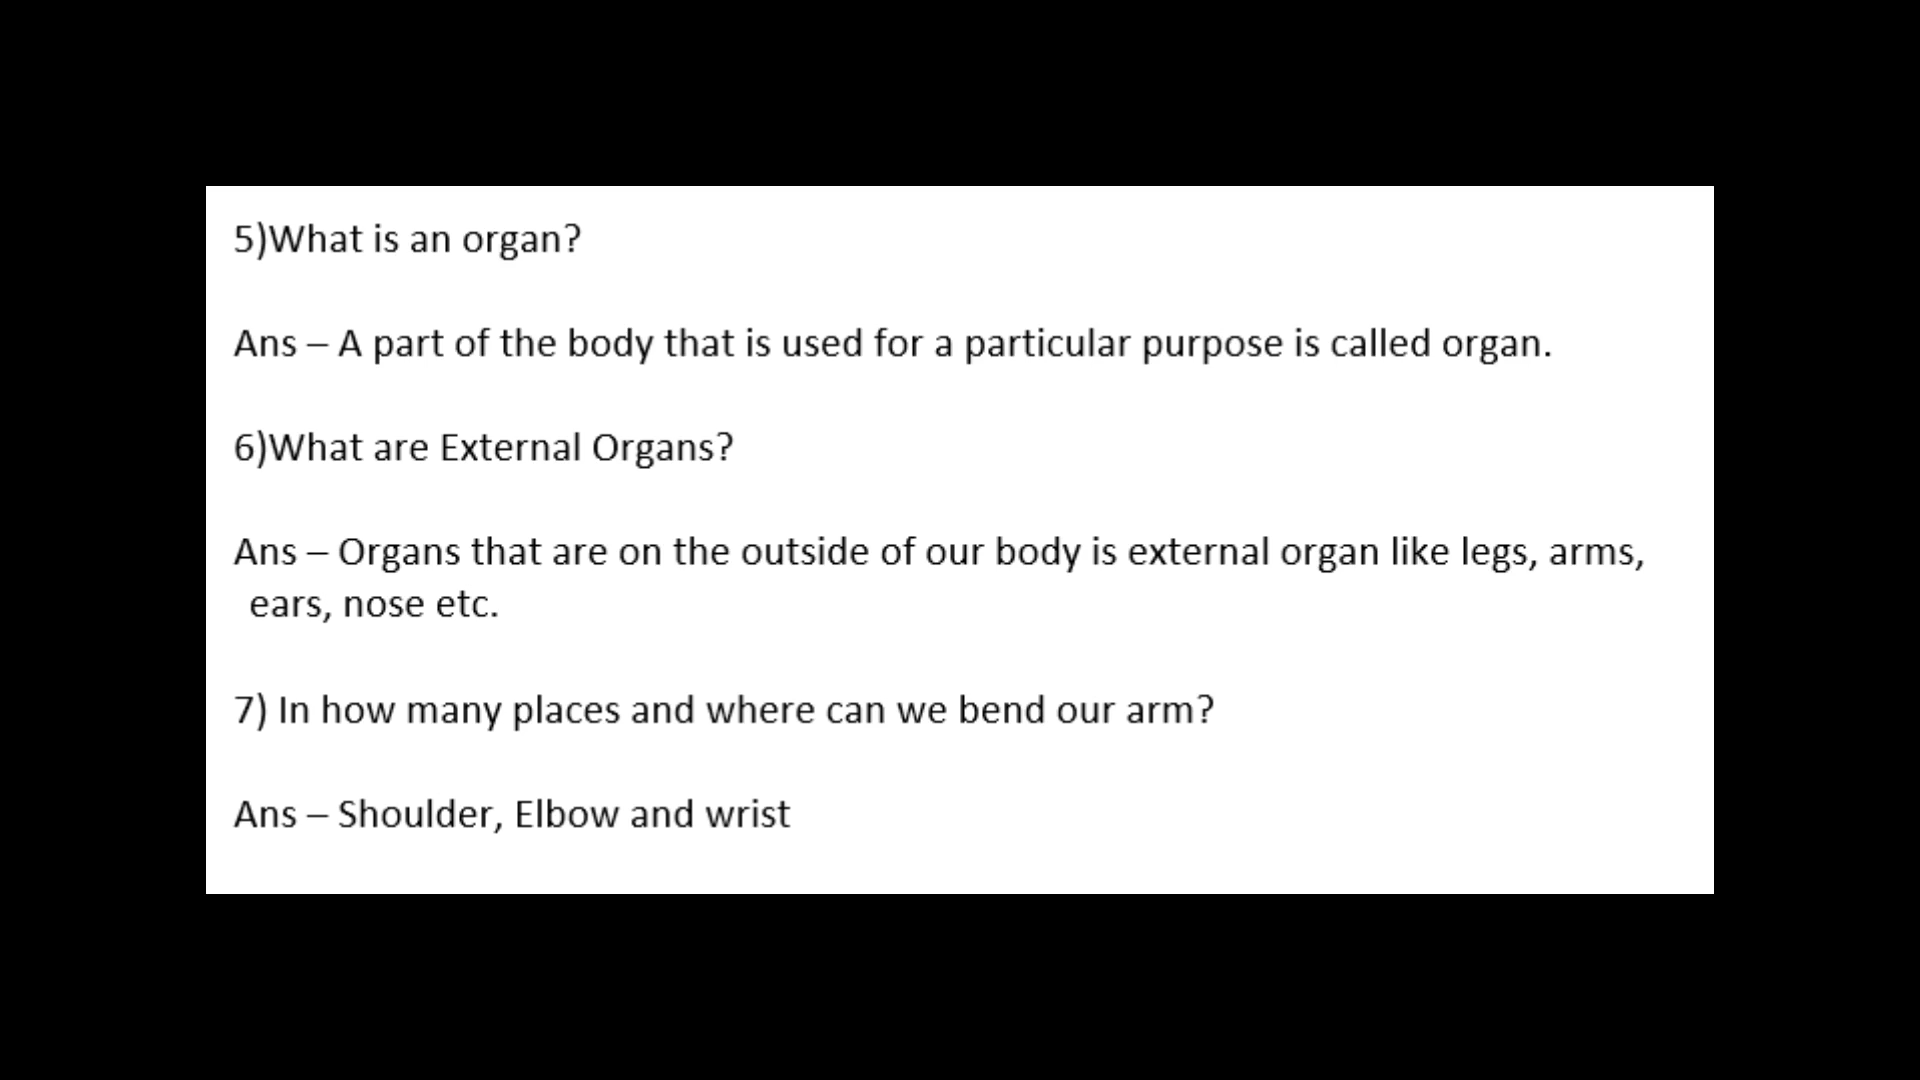 5)What is an organ?
Ans – A part of the body that is used for a particular purpose is called organ.
6)What are External Organs?
Ans – Organs that are on the outside of our body is external organ like legs, arms,
ears, nose etc.
7) In how many places and where can we bend our arm?
Ans – Shoulder, Elbow and wrist